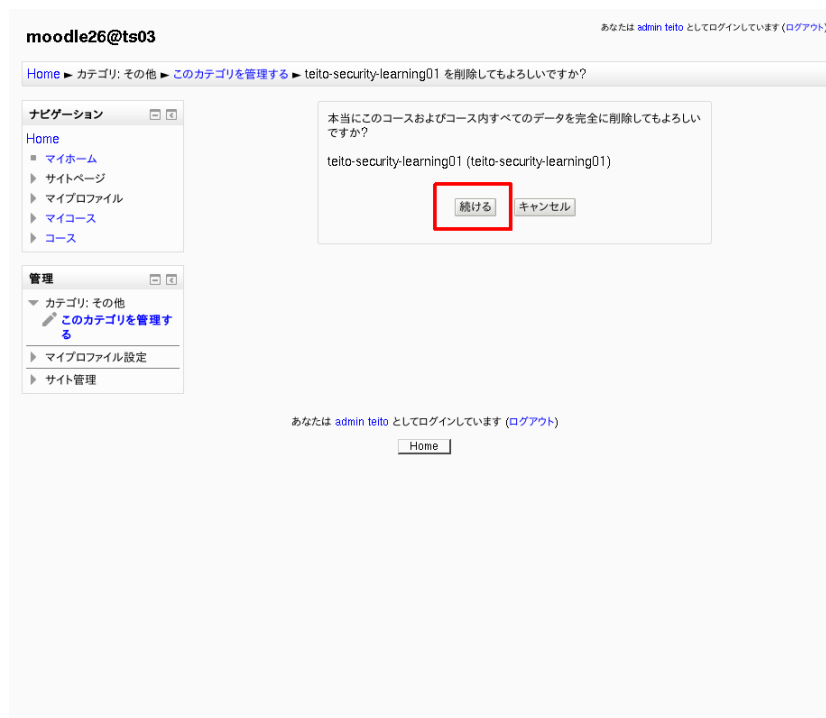 moodle26@ts03
あなたは admin teito としてログインしています (ログアウト)
Home ► カテゴリ: その他 ► このカテゴリを管理する ► teito-security-learning01 を削除してもよろしいですか?
ナビゲーション
Home
マイホーム
サイトページ
マイプロファイル
マイコース
コース
本当にこのコースおよびコース内すべてのデータを完全に削除してもよろしい
ですか?
teito-security-learning01 (teito-security-learning01)
続ける キャンセル
管理
カテゴリ: その他
このカテゴリを管理す
る
マイプロファイル設定
サイト管理
あなたは admin teito としてログインしています (ログアウト)
Home